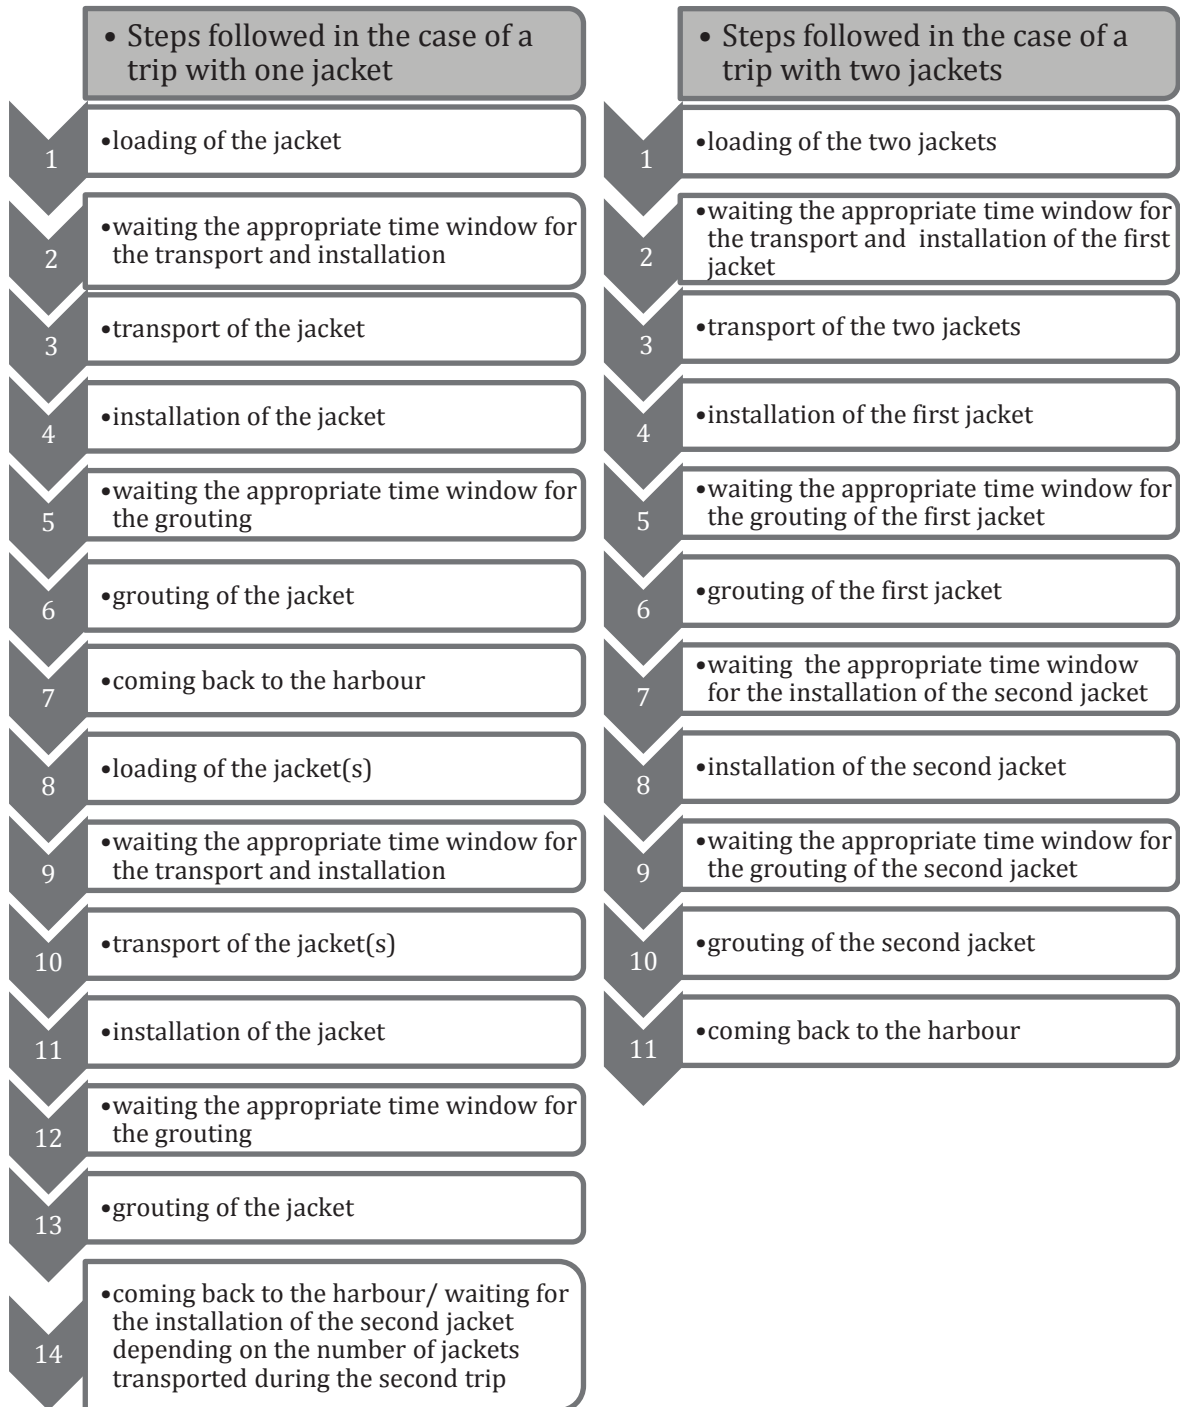 • Steps followed in the case of a
trip with one jacket
1
•loading of the jacket
2
•waiting the appropriate time window for
the transport and installation
3
•transport of the jacket
4
•installation of the jacket
5
•waiting the appropriate time window for
the grouting
6
•grouting of the jacket
7
•coming back to the harbour
8
•loading of the jacket(s)
9
•waiting the appropriate time window for
the transport and installation
10
•transport of the jacket(s)
11
•installation of the jacket
12
•waiting the appropriate time window for
the grouting
13
•grouting of the jacket
14
•coming back to the harbour/ waiting for
the installation of the second jacket
depending on the number of jackets
transported during the second trip
• Steps followed in the case of a
trip with two jackets
1
•loading of the two jackets
2
•waiting the appropriate time window for
the transport and installation of the first
jacket
3
•transport of the two jackets
4
•installation of the first jacket
5
•waiting the appropriate time window for
the grouting of the first jacket
6
•grouting of the first jacket
7
•waiting the appropriate time window
for the installation of the second jacket
8
•installation of the second jacket
9
•waiting the appropriate time window for
the grouting of the second jacket
10
•grouting of the second jacket
11
•coming back to the harbour